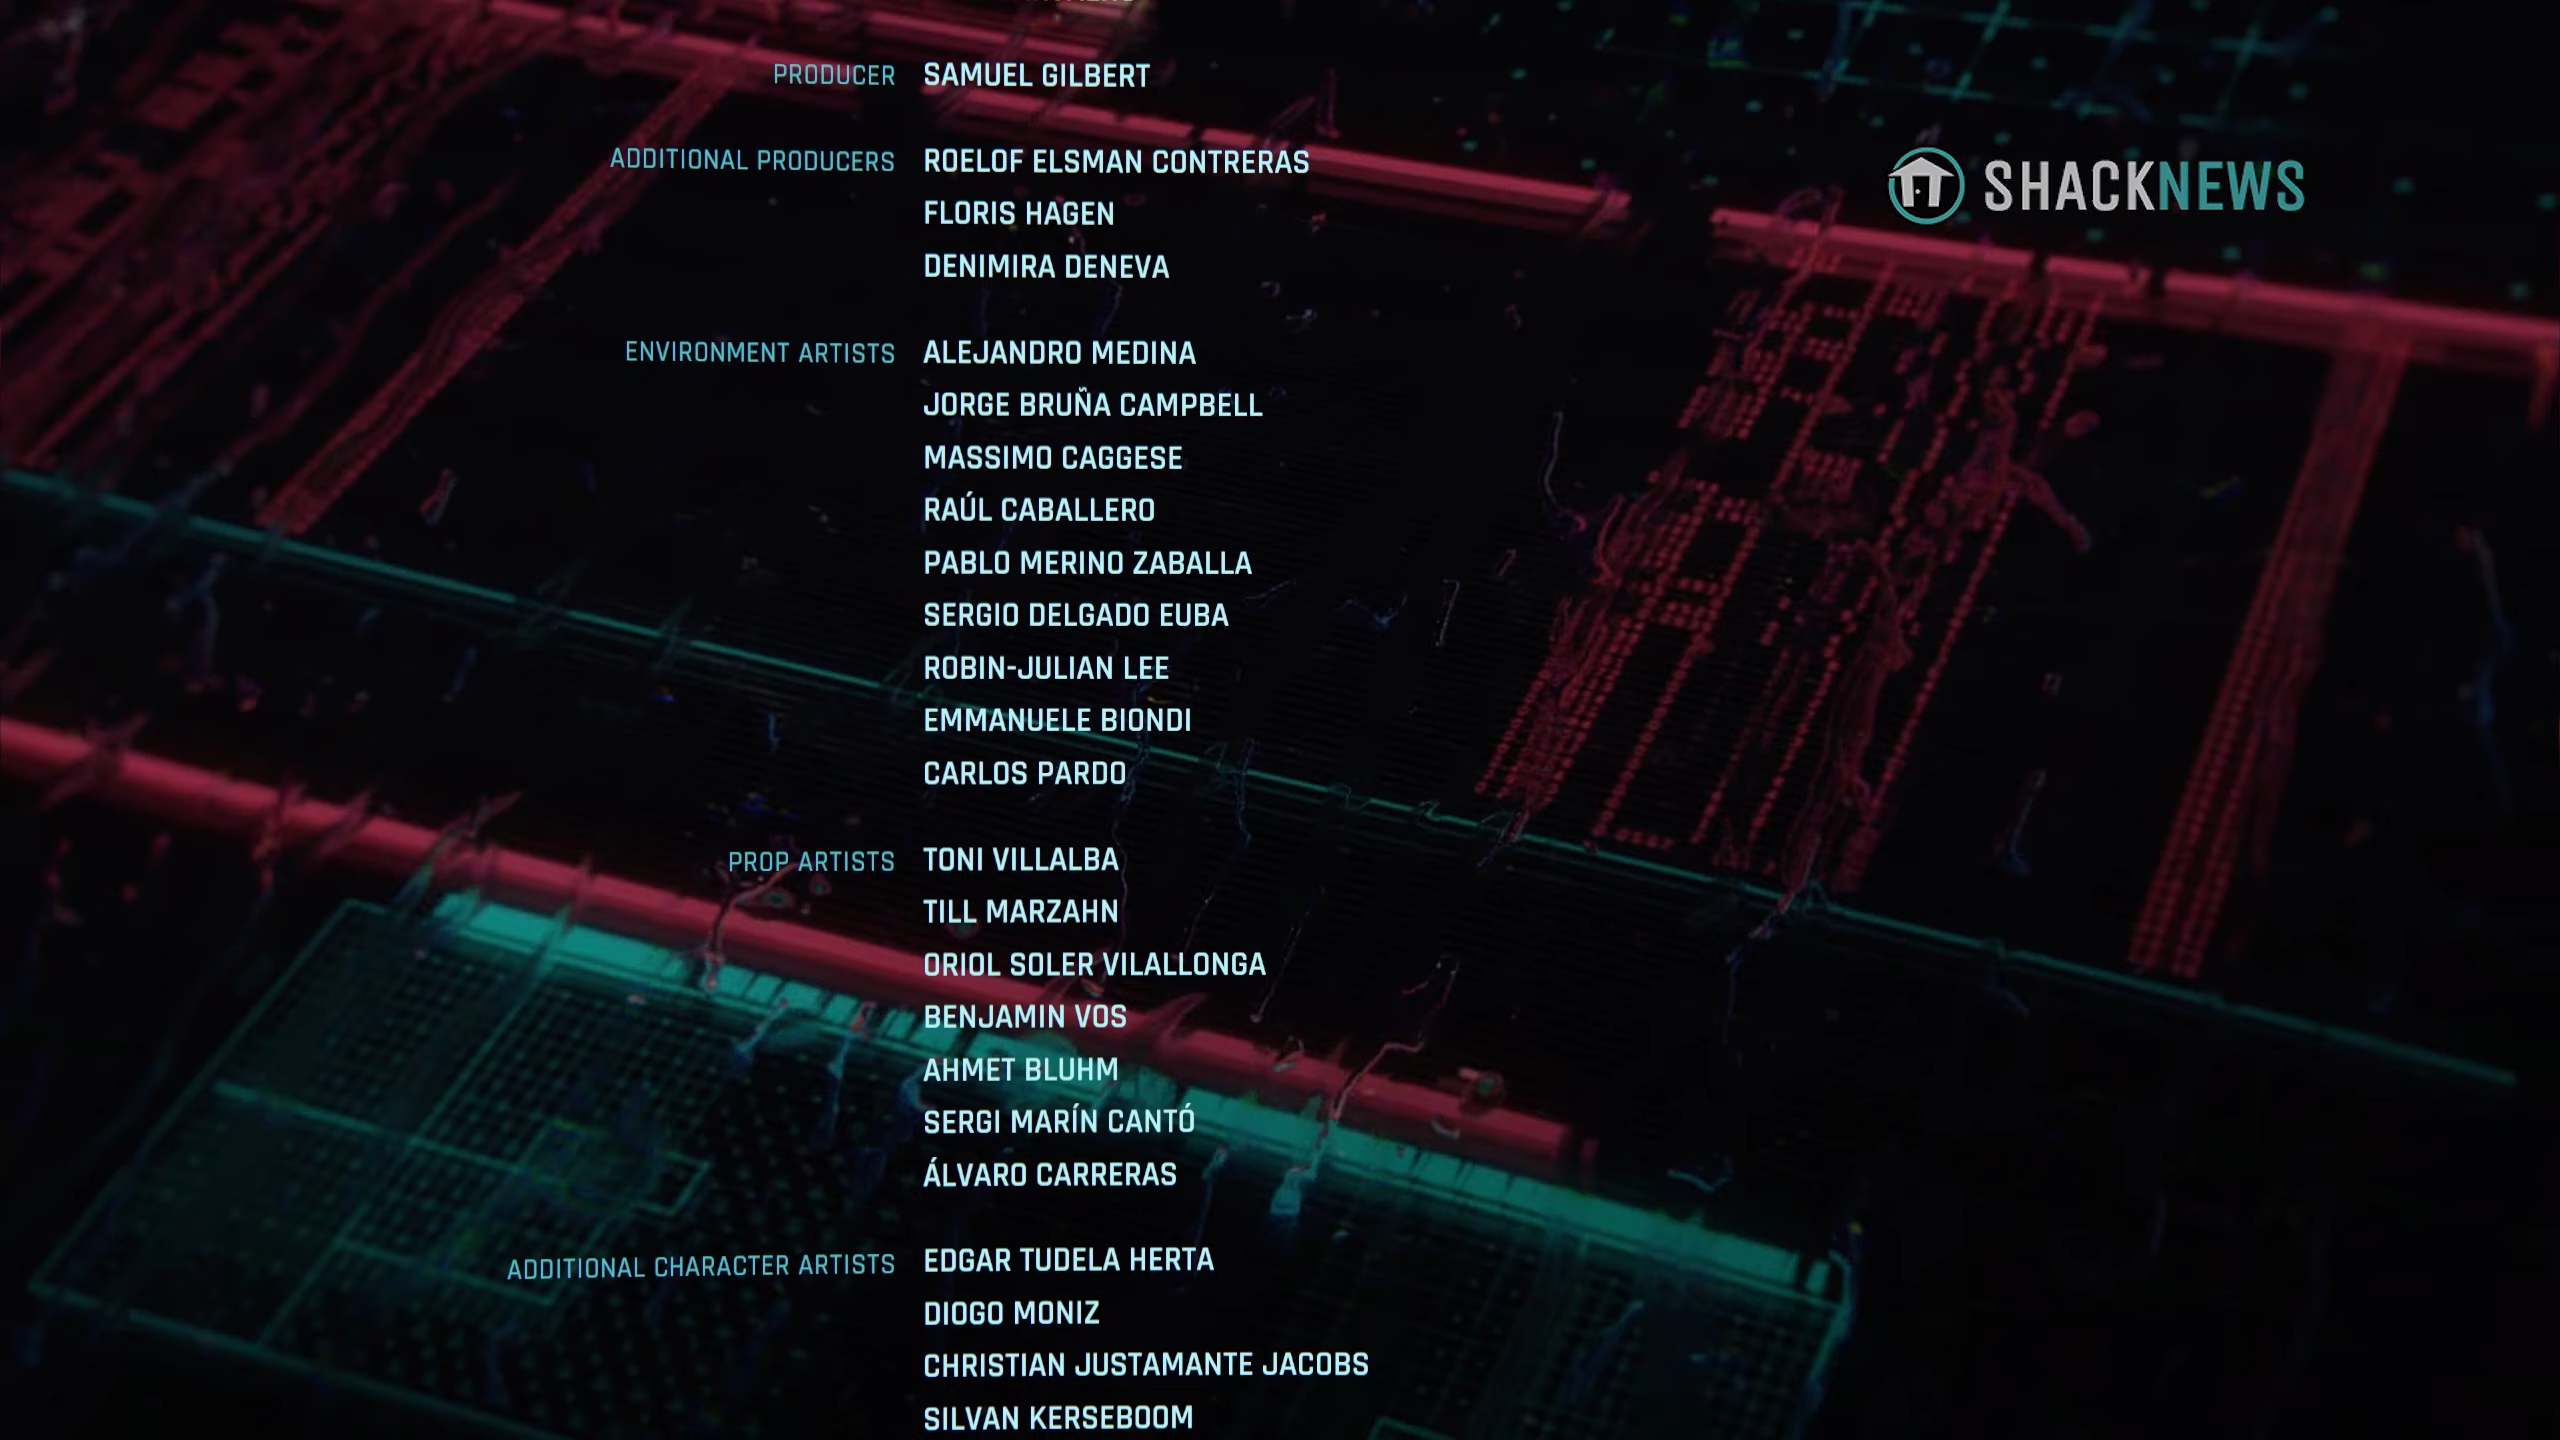 PRODUCER SAMUEL GILBERT
SHACKNEWS
ADDITIONAL PRODUCERS ROELOF ELSMAN CONTRERAS
FLORIS HAGEN
DENIMIRA DENEVA
ENVIRONMENT ARTISTS ALEJANDRO MEDINA
JORGE BRUÑA CAMPBELL
MASSIMO CAGGESE
RAÚL CABALLERO
PABLO MERINO ZABALLA
SERGIO DELGADO EUBA
ROBIN-JULIAN LEE
EMMANUELE BIONDI
CARLOS PARDO
PROP ARTISTS TONI VILLALBA
TILL MARZAHN
ORIOL SOLER VILALLONGA
BENJAMIN VOS
AHMET BLUHM
SERGI MARÍN CANTÓ
ÁLVARO CARRERAS
ADDITIONAL CHARACTER ARTISTS EDGAR TUDELA HERTA
DIOGO MONIZ
CHRISTIAN JUSTAMANTE JACOBS
SILVAN KERSEBOOM